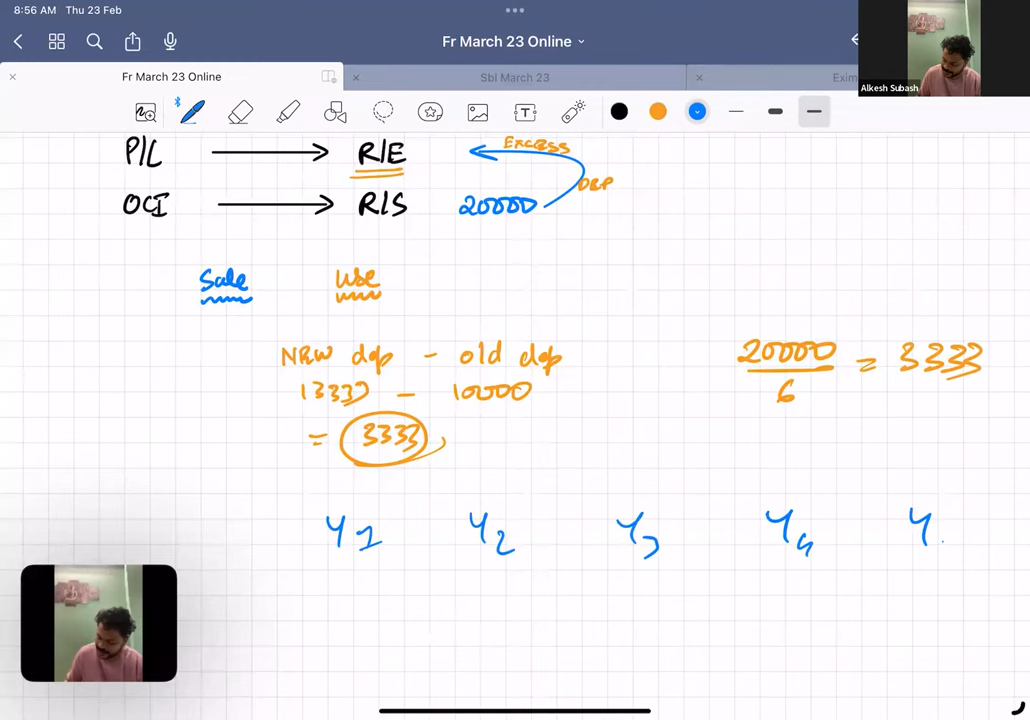 8:56 AM Thu 23 Feb
Fr March 23 Online
Alkesh Subash
Fr March 23 Online
Sbl March 23
Exim
P/L → R/E Excess
DEP
OCI → R/S 20000
Sale use
NEW dep - old dep
20000
6
= 3333
13333 - 10000
= 3333
Y1 Y2 Y3 Y4 Y